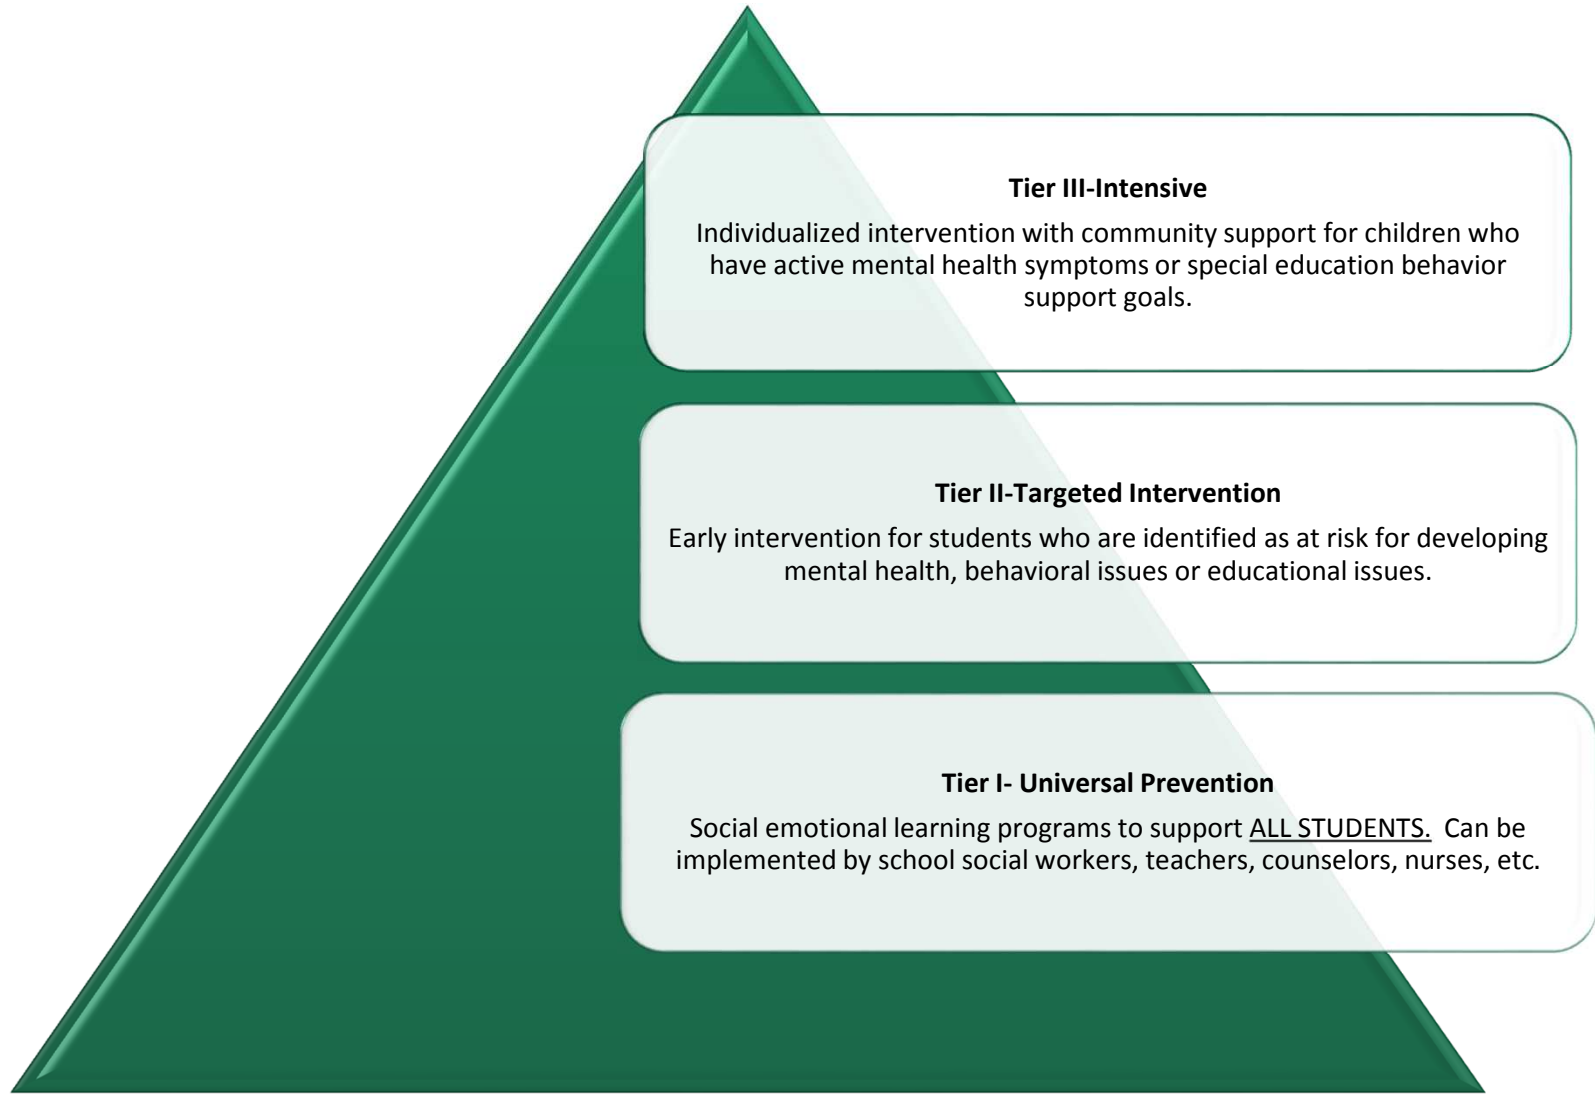 Tier III-Intensive
Individualized intervention with community support for children who
have active mental health symptoms or special education behavior
support goals.
Tier II-Targeted Intervention
Early intervention for students who are identified as at risk for developing
mental health, behavioral issues or educational issues.
Tier I- Universal Prevention
Social emotional learning programs to support ALL STUDENTS.  Can be
implemented by school social workers, teachers, counselors, nurses, etc.